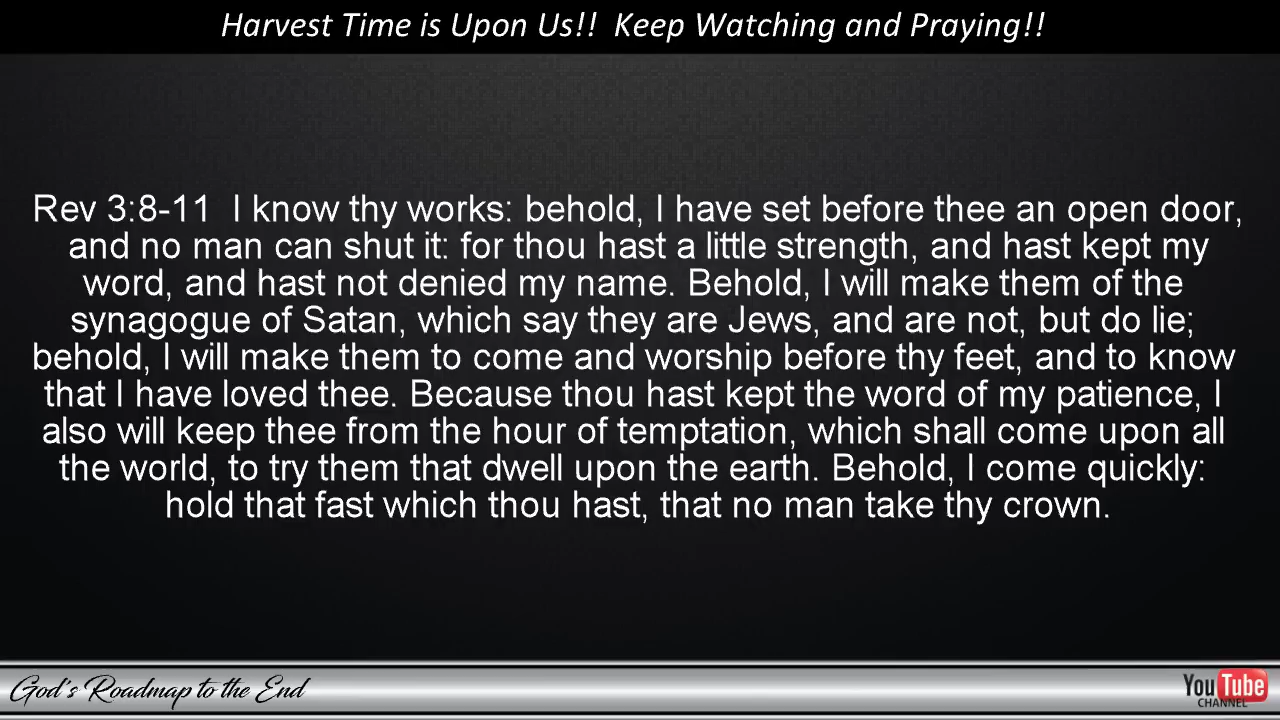 Harvest Time is Upon Us!!  Keep Watching and Praying!!
Rev 3:8-11  I know thy works: behold, I have set before thee an open door,
and no man can shut it: for thou hast a little strength, and hast kept my
word, and hast not denied my name. Behold, I will make them of the
synagogue of Satan, which say they are Jews, and are not, but do lie;
behold, I will make them to come and worship before thy feet, and to know
that I have loved thee. Because thou hast kept the word of my patience, I
also will keep thee from the hour of temptation, which shall come upon all
the world, to try them that dwell upon the earth. Behold, I come quickly:
hold that fast which thou hast, that no man take thy crown.
God's Roadmap to the End
YouTube
CHANNEL